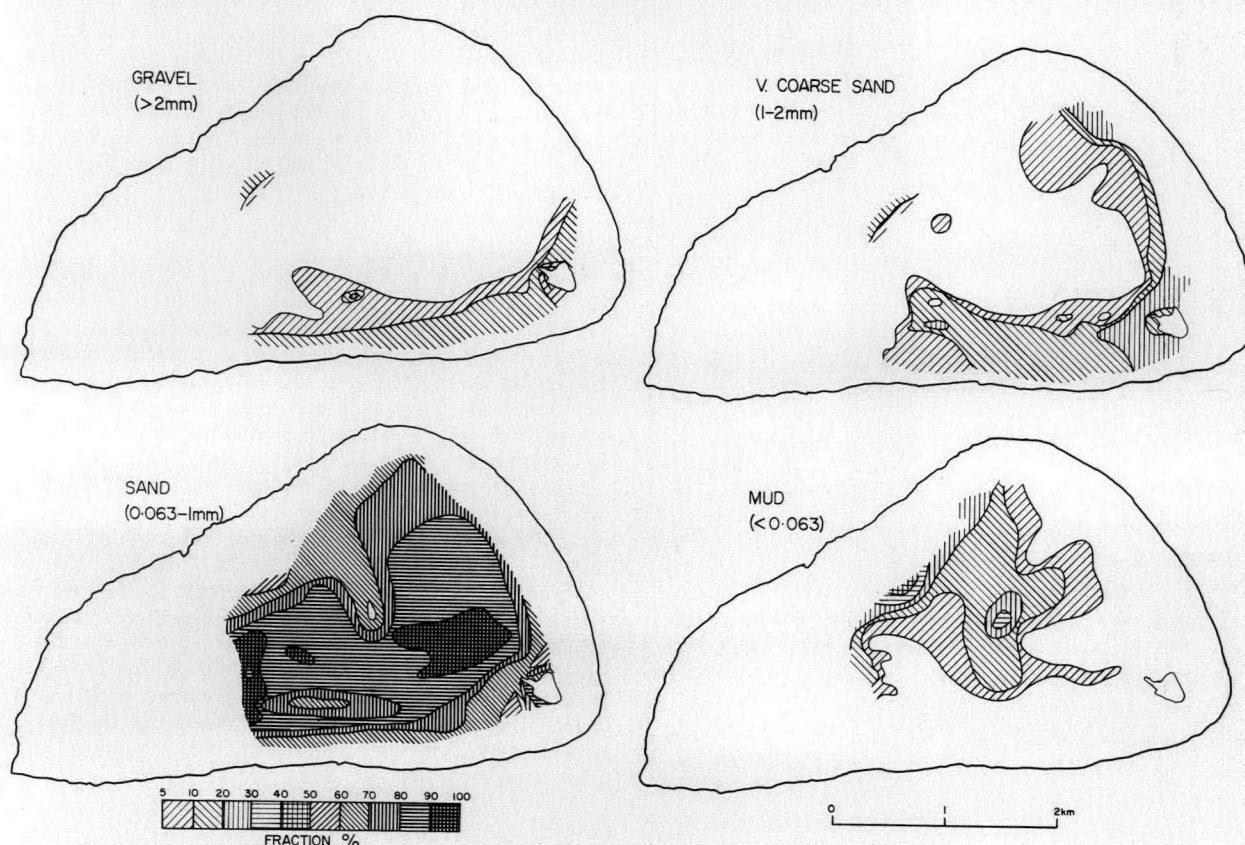 GRAVEL
(>2mm)
V. COARSE SAND
(1-2mm)
SAND
(0·063-1mm)
MUD
(<0·063)
5 10 20 30 40 50 60 70 80 90 100
FRACTION %
0 1 2km